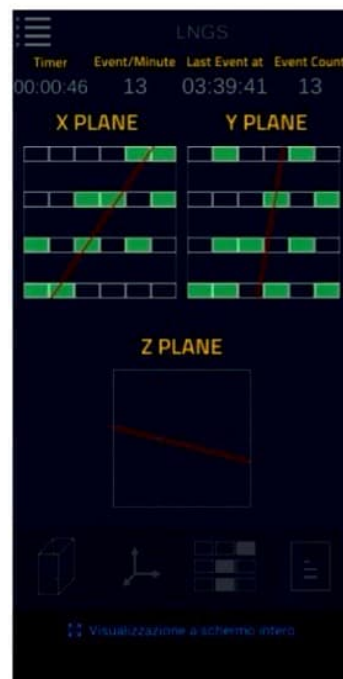 LNGS
Timer Event/Minute Last Event at Event Count
00:00:46 13 03:39:41 13
X PLANE Y PLANE
Z PLANE
Visualizzazione a schermo intero